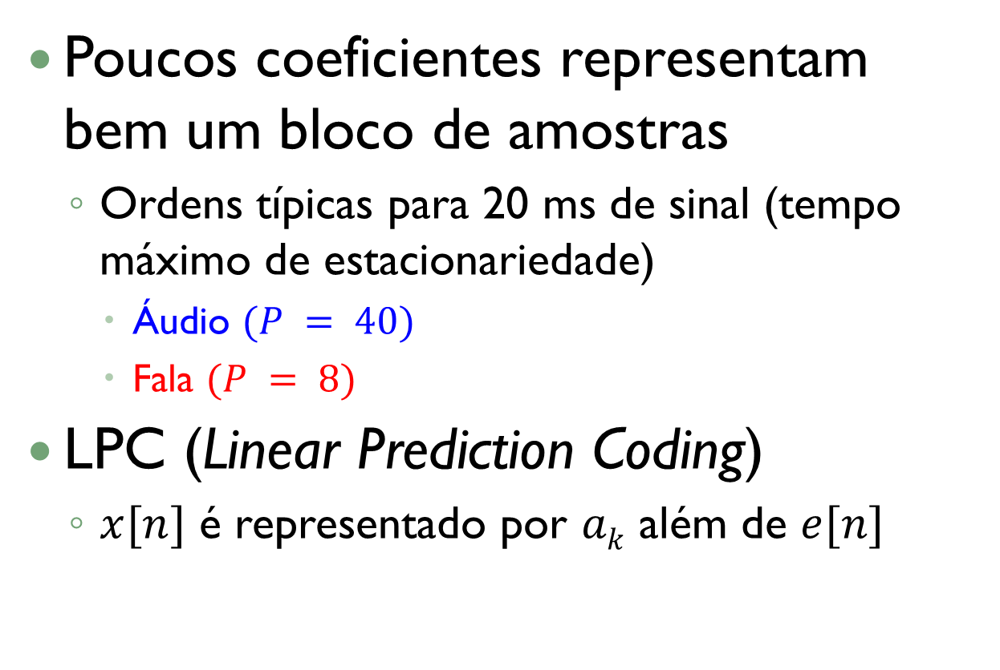 • Poucos coeficientes representam
bem um bloco de amostras
◦ Ordens típicas para 20 ms de sinal (tempo
máximo de estacionariedade)
• Áudio (P = 40)
• Fala (P = 8)
• LPC (Linear Prediction Coding)
◦ x[n] é representado por aₖ além de e[n]